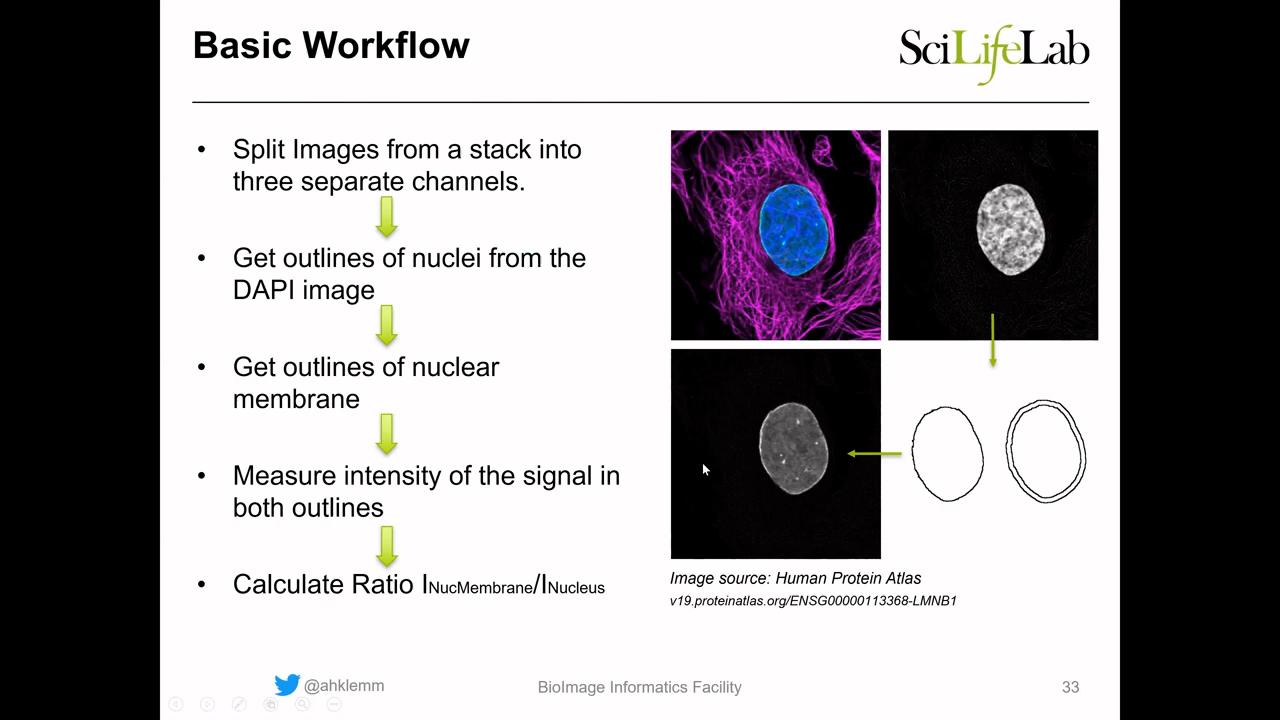 Basic Workflow
SciLifeLab
• Split Images from a stack into
three separate channels.
• Get outlines of nuclei from the
DAPI image
• Get outlines of nuclear
membrane
• Measure intensity of the signal in
both outlines
• Calculate Ratio INucMembrane/INucleus
Image source: Human Protein Atlas
v19.proteinatlas.org/ENSG00000113368-LMNB1
@ahklemm
BioImage Informatics Facility
33